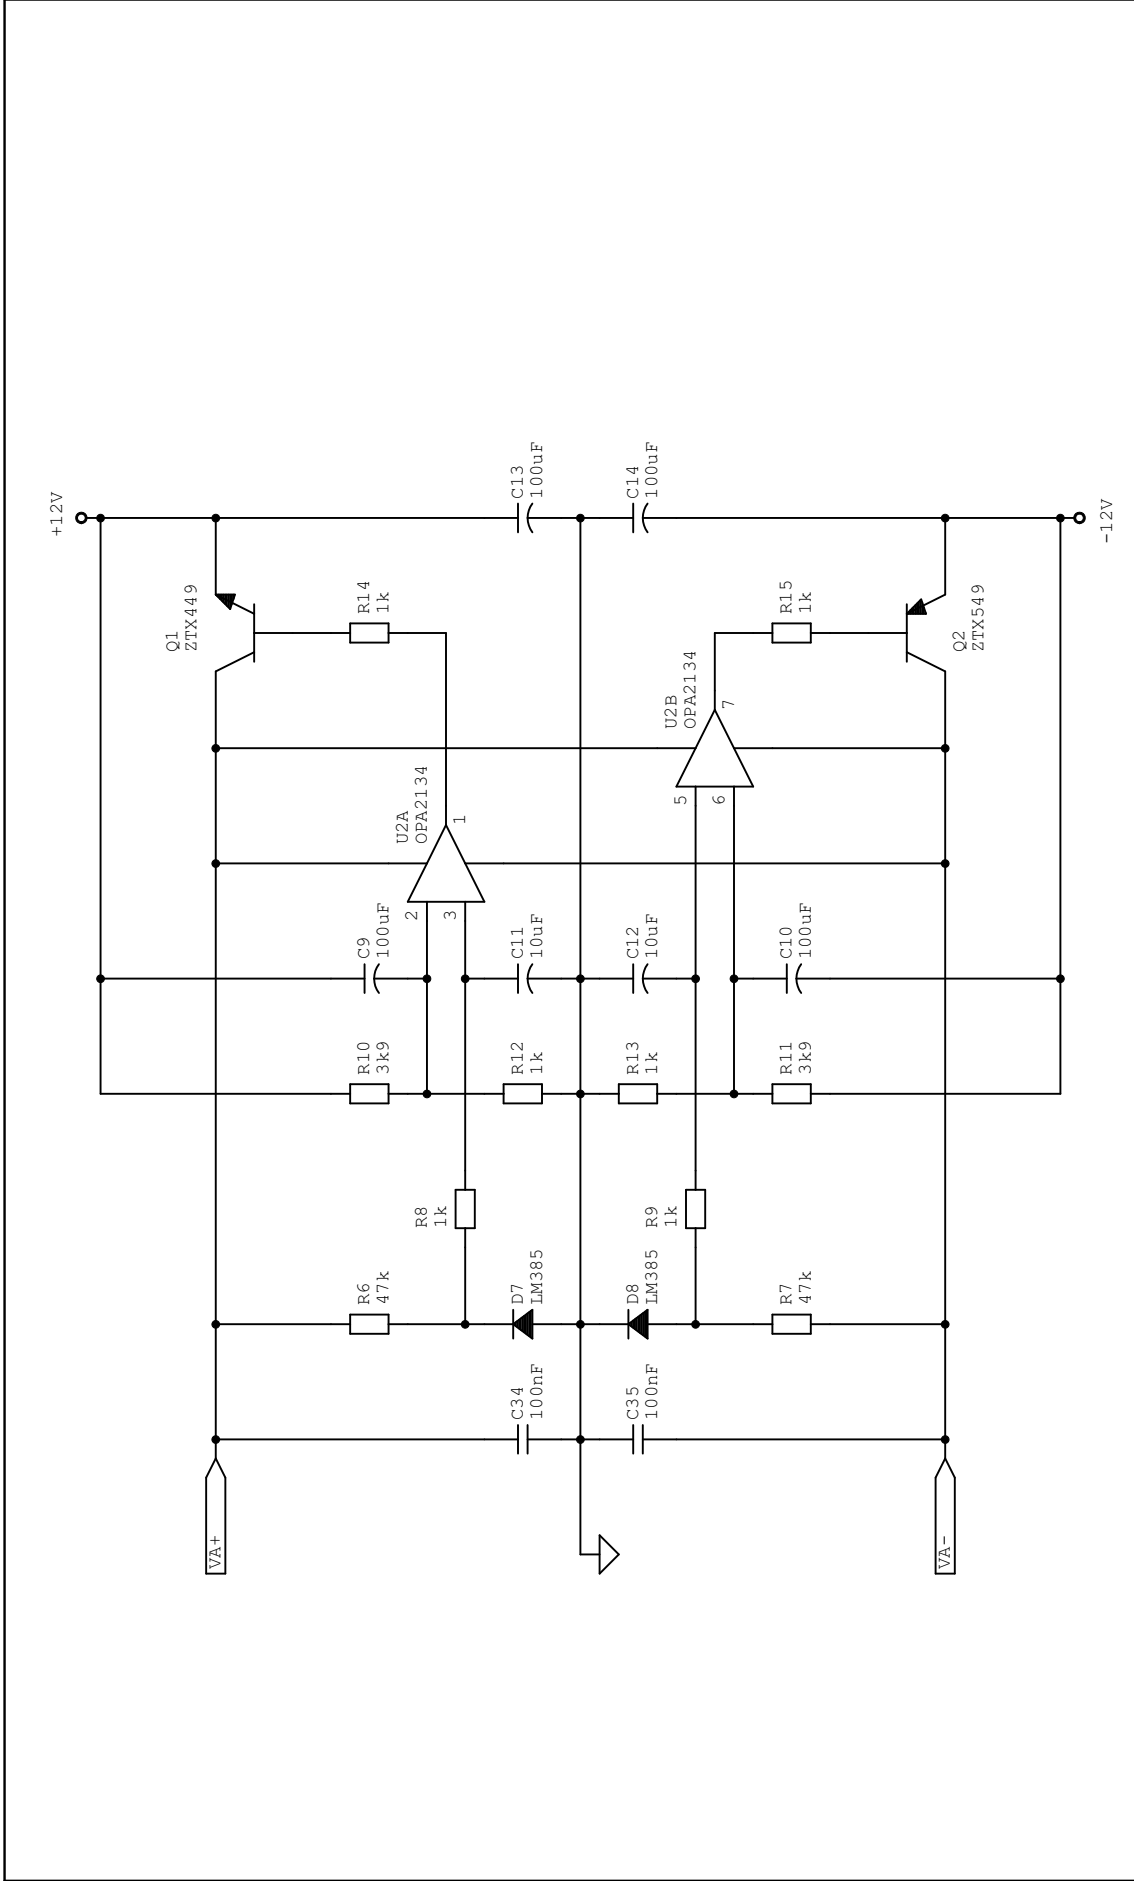 VA+
VA-
C34
100nF
C35
100nF
R6
47k
D7
LM385
D8
LM385
R7
47k
R8
1k
R9
1k
R10
3k9
R12
1k
R13
1k
R11
3k9
C9
100uF
C11
10uF
C12
10uF
C10
100uF
U2A
OPA2134
2
3
1
U2B
OPA2134
5
6
7
Q1
ZTX449
R14
1k
R15
1k
Q2
ZTX549
C13
100uF
C14
100uF
+12V
-12V